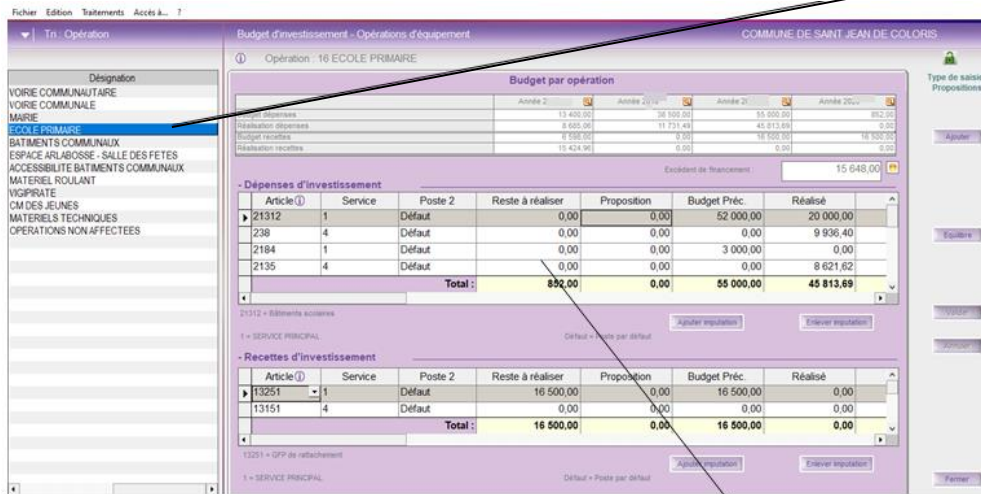 Fichier Edition Traitements Accès à... ?
Tri : Opération
Budget d'investissement - Opérations d'équipement
COMMUNE DE SAINT JEAN DE COLORIS
Opération : 16 ECOLE PRIMAIRE
Type de saisie
Propositions
Désignation
VOIRIE COMMUNAUTAIRE
VOIRIE COMMUNALE
MAIRIE
ECOLE PRIMAIRE
BATIMENTS COMMUNAUX
ESPACE ARLABOSSE - SALLE DES FETES
ACCESSIBILITE BATIMENTS COMMUNAUX
MATERIEL ROULANT
VIGIPIRATE
CM DES JEUNES
MATERIELS TECHNIQUES
OPERATIONS NON AFFECTEES
Budget par opération
Année 2 Année Année 2 Année
Budget dépenses 13 400,00 38 500,00 55 000,00 852,00
Réalisation dépenses 8 685,06 11 731,49 45 813,69 0,00
Budget recettes 6 598,00 0,00 16 500,00 16 500,00
Réalisation recettes 15 424,96 0,00 0,00 0,00
Excédent de financement : 15 648,00
- Dépenses d'investissement
Article Service Poste 2 Reste à réaliser Proposition Budget Préc. Réalisé
21312 1 Défaut 0,00 0,00 52 000,00 20 000,00
238 4 Défaut 0,00 0,00 0,00 9 936,40
2184 1 Défaut 0,00 0,00 3 000,00 0,00
2135 4 Défaut 0,00 0,00 0,00 8 621,62
Total : 852,00 0,00 55 000,00 45 813,69
21312 = Bâtiments scolaires
1 = SERVICE PRINCIPAL
Défaut = Poste par défaut
Ajouter imputation
Enlever imputation
- Recettes d'investissement
Article Service Poste 2 Reste à réaliser Proposition Budget Préc. Réalisé
13251 1 Défaut 16 500,00 0,00 16 500,00 0,00
13151 4 Défaut 0,00 0,00 0,00 0,00
Total : 16 500,00 0,00 16 500,00 0,00
13251 = GFP de rattachement
1 = SERVICE PRINCIPAL
Défaut = Poste par défaut
Ajouter imputation
Enlever imputation
Ajouter
Equilibre
Valider
Annuler
Fermer